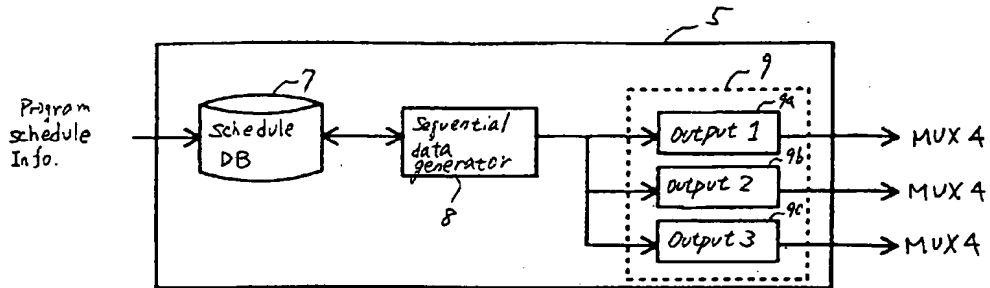 5
Program
schedule
Info.
7
schedule
DB
Sequential
data
generator
8
9
9a
Output 1
MUX 4
9b
Output 2
MUX 4
9c
Output 3
MUX 4